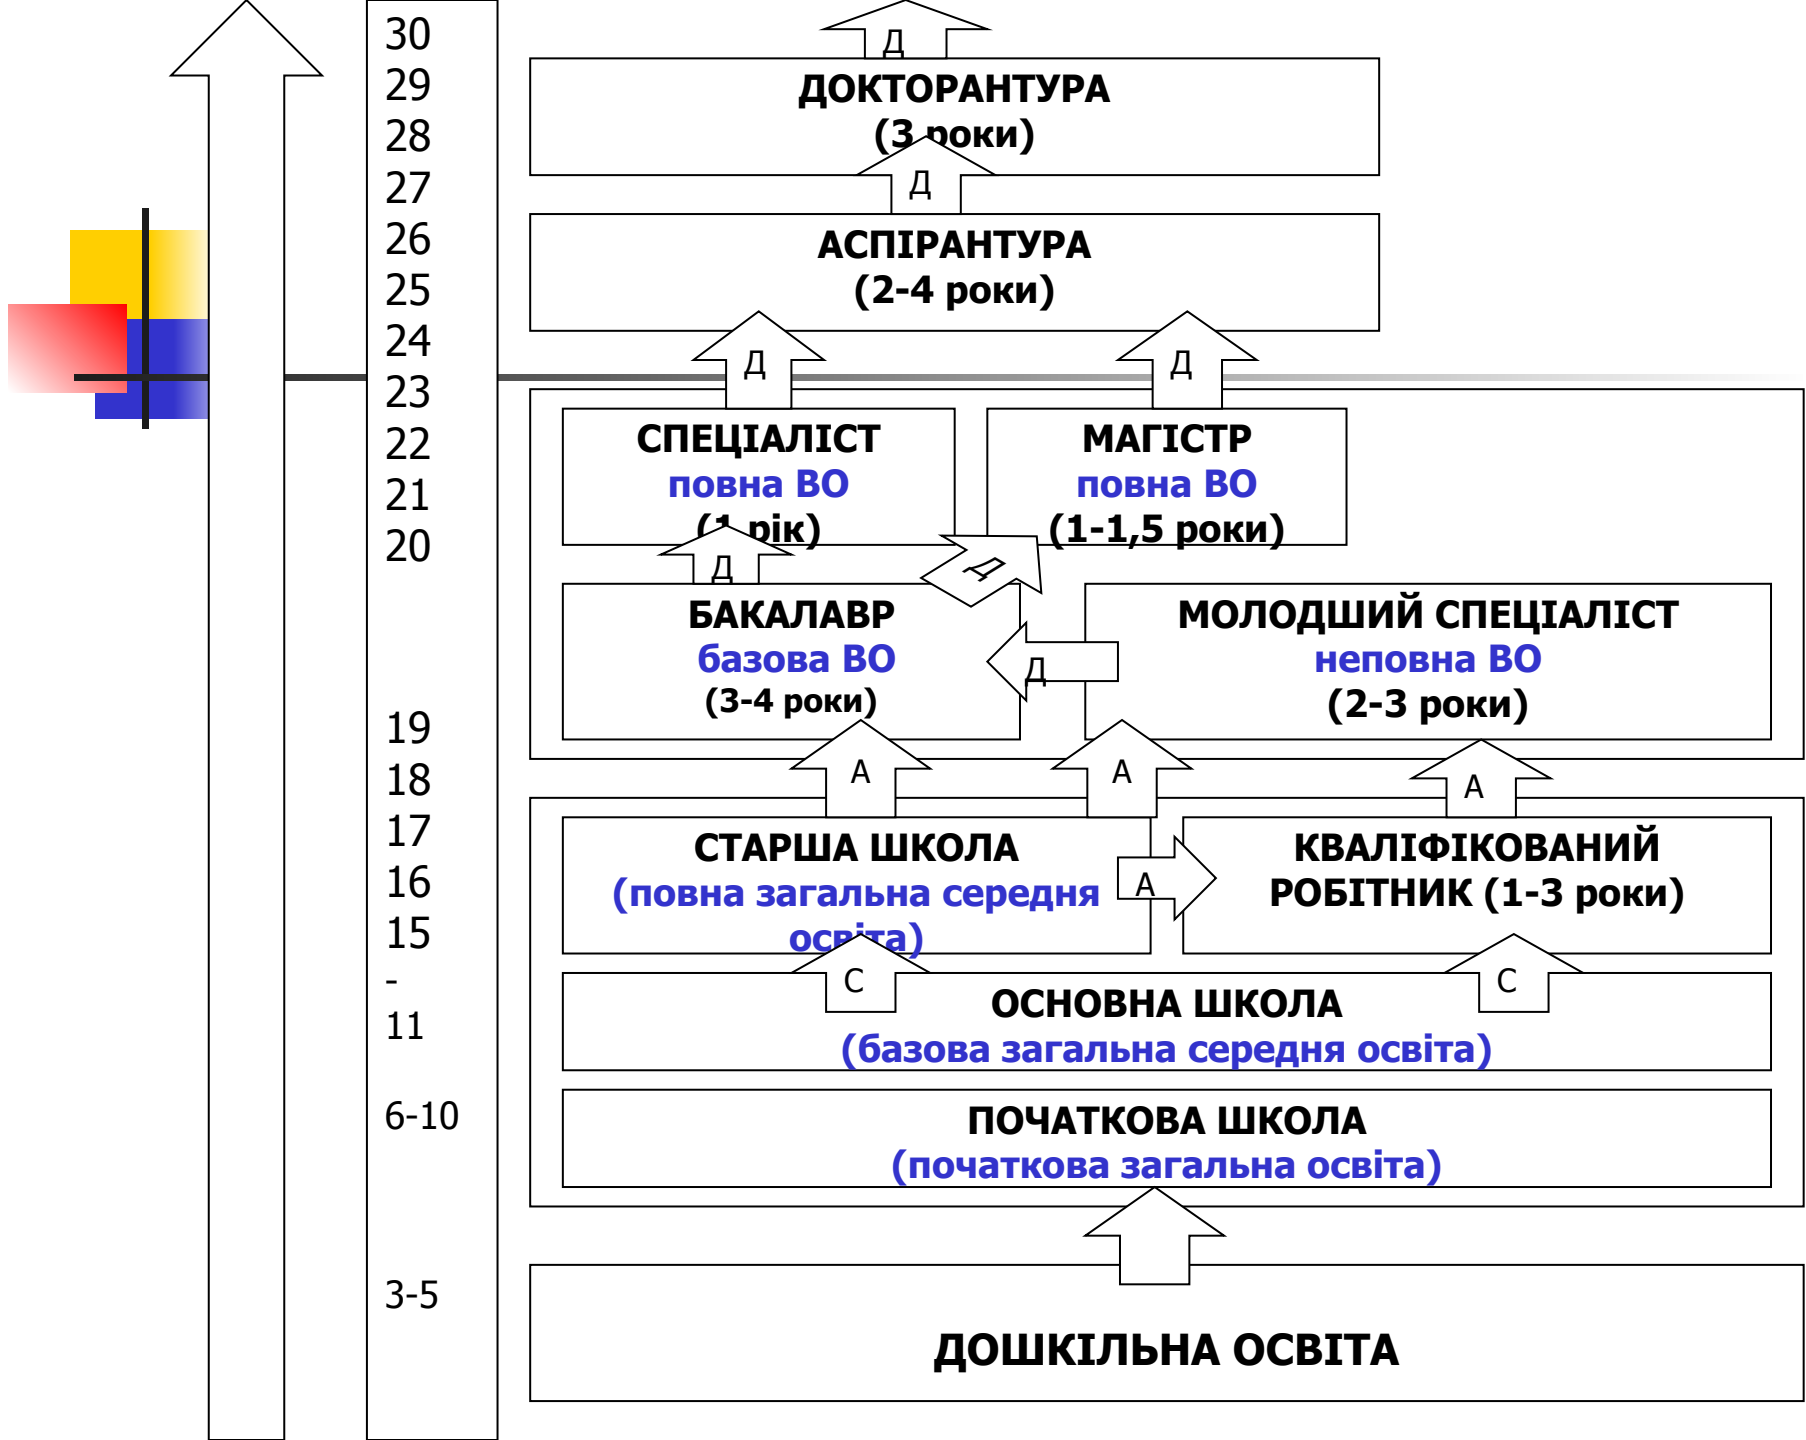 30
29
28
27
26
25
24
23
22
21
20
19
18
17
16
15
-
11
6-10
3-5
Д
ДОКТОРАНТУРА
(3 роки)
Д
АСПІРАНТУРА
(2-4 роки)
Д
Д
СПЕЦІАЛІСТ
повна ВО
(1 рік)
МАГІСТР
повна ВО
(1-1,5 роки)
Д
Д
БАКАЛАВР
базова ВО
(3-4 роки)
Д
МОЛОДШИЙ СПЕЦІАЛІСТ
неповна ВО
(2-3 роки)
А
А
А
СТАРША ШКОЛА
(повна загальна середня
освіта)
А
КВАЛІФІКОВАНИЙ
РОБІТНИК (1-3 роки)
С
С
ОСНОВНА ШКОЛА
(базова загальна середня освіта)
ПОЧАТКОВА ШКОЛА
(початкова загальна освіта)
ДОШКІЛЬНА ОСВІТА